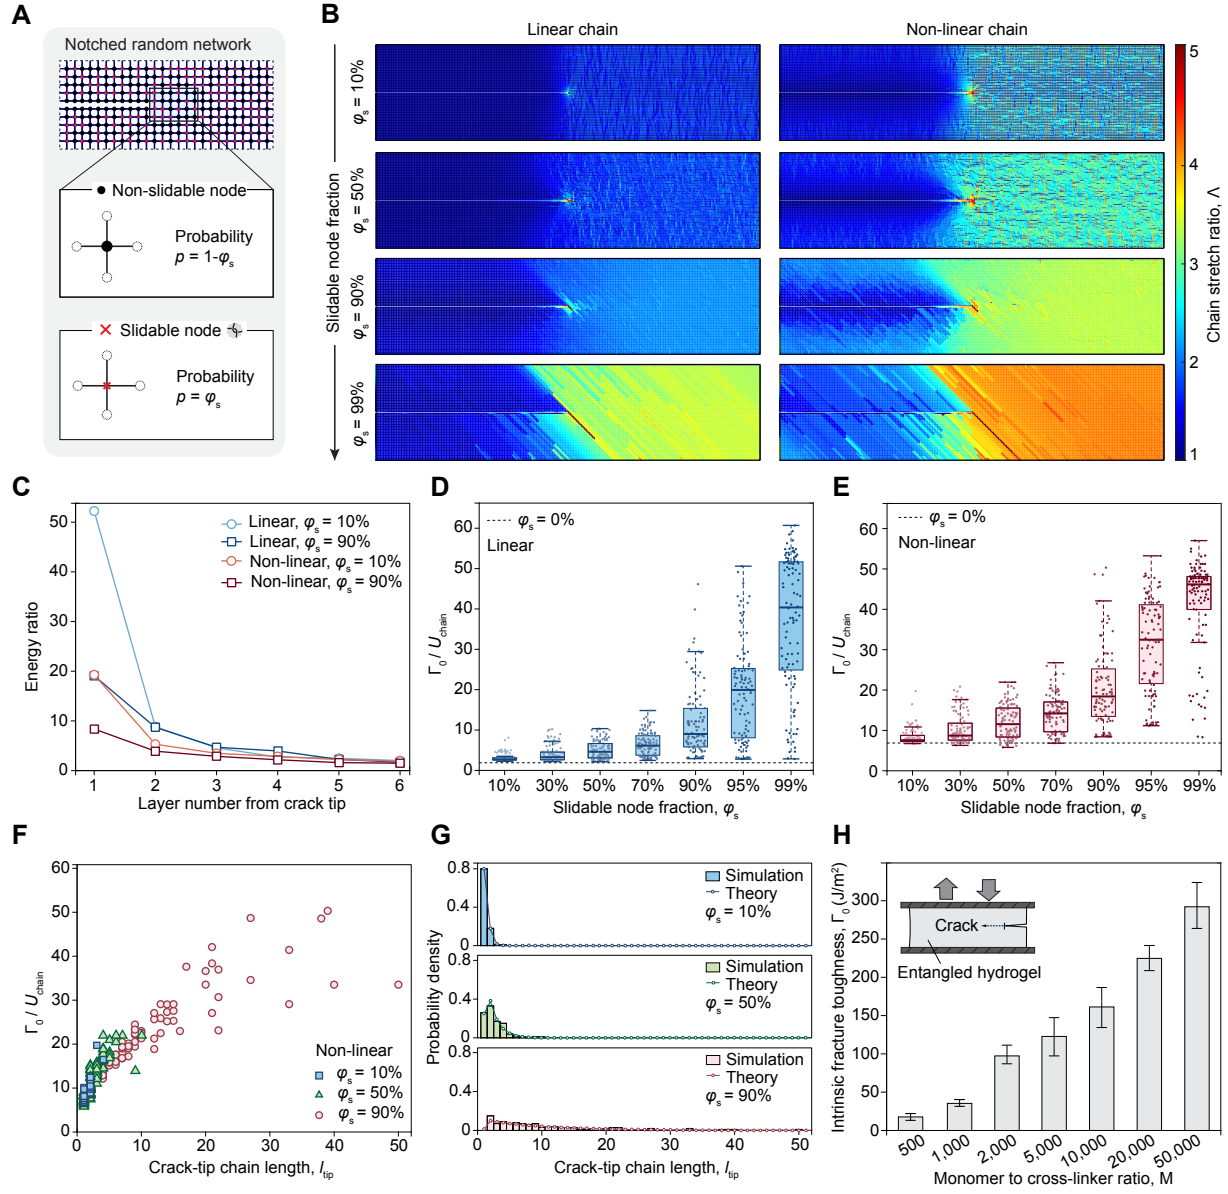 A
Notched random network
Non-slidable node
Probability
p = 1-φs
Slidable node
Probability
p = φs
B
Linear chain
Non-linear chain
Slidable node fraction
φs = 10%
φs = 50%
φs = 90%
φs = 99%
5
4
3
2
1
Chain stretch ratio, Λ
C
Energy ratio
50
40
30
20
10
0
1 2 3 4 5 6
Layer number from crack tip
Linear, φs = 10%
Linear, φs = 90%
Non-linear, φs = 10%
Non-linear, φs = 90%
D
Γ0 / Uchain
60
50
40
30
20
10
0
φs = 0%
Linear
10% 30% 50% 70% 90% 95% 99%
Slidable node fraction, φs
E
Γ0 / Uchain
60
50
40
30
20
10
0
φs = 0%
Non-linear
10% 30% 50% 70% 90% 95% 99%
Slidable node fraction, φs
F
Γ0 / Uchain
60
50
40
30
20
10
0
0 10 20 30 40 50
Crack-tip chain length, ltip
Non-linear
φs = 10%
φs = 50%
φs = 90%
G
Probability density
0.8
0.4
0
Simulation
Theory
φs = 10%
0.8
0.4
0
Simulation
Theory
φs = 50%
0.8
0.4
0
Simulation
Theory
φs = 90%
0 10 20 30 40 50
Crack-tip chain length, ltip
H
Intrinsic fracture toughness, Γ0 (J/m²)
300
250
200
150
100
50
0
Crack
Entangled hydrogel
500 1,000 2,000 5,000 10,000 20,000 50,000
Monomer to cross-linker ratio, M